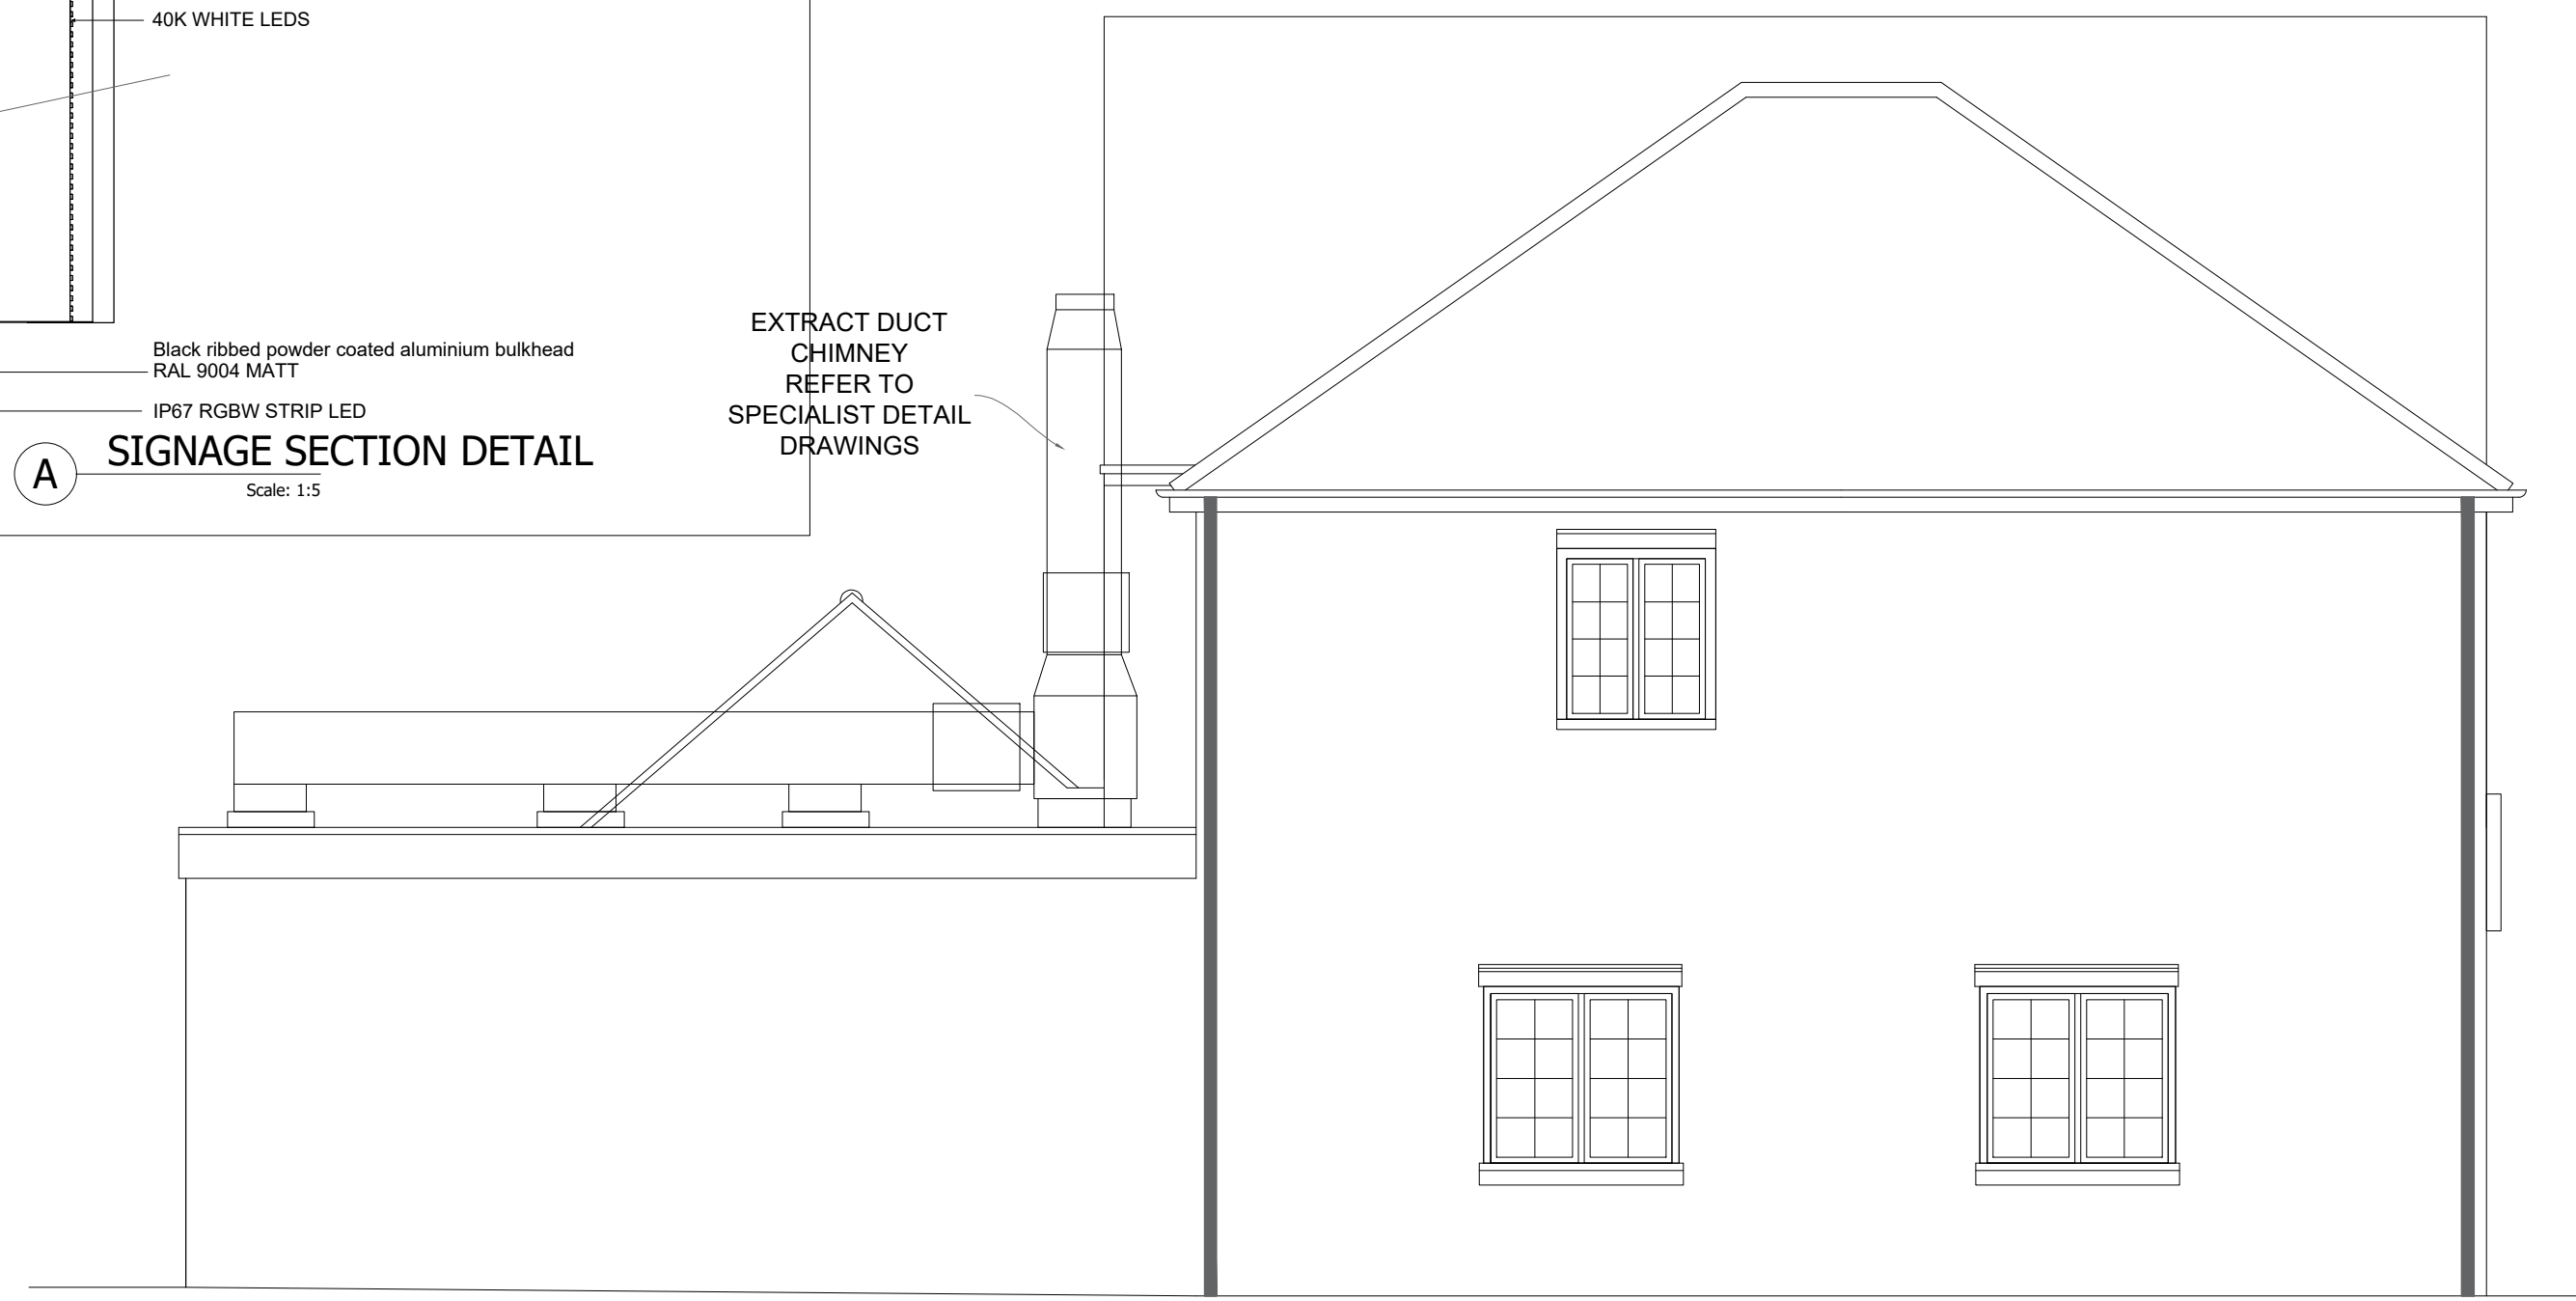 40K WHITE LEDS
Black ribbed powder coated aluminium bulkhead
RAL 9004 MATT
IP67 RGBW STRIP LED
A
SIGNAGE SECTION DETAIL
Scale: 1:5
EXTRACT DUCT
CHIMNEY
REFER TO
SPECIALIST DETAIL
DRAWINGS